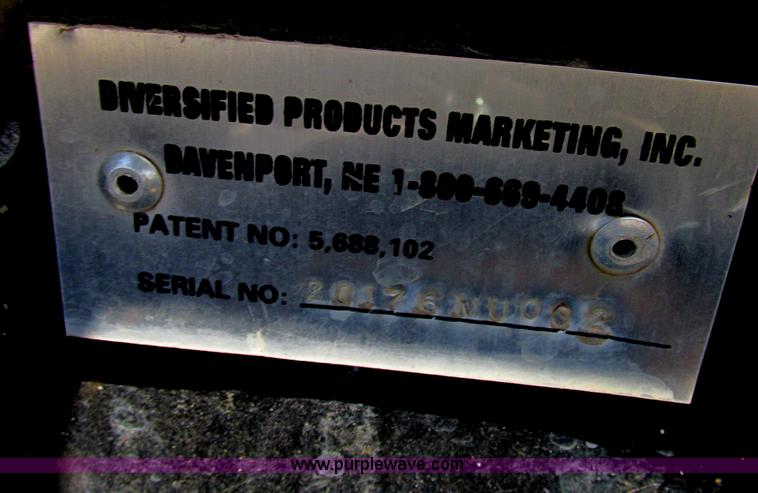 DIVERSIFIED PRODUCTS MARKETING, INC.
DAVENPORT, NE 1-800-669-4408
PATENT NO: 5,688,102
SERIAL NO:
www.purplewave.com